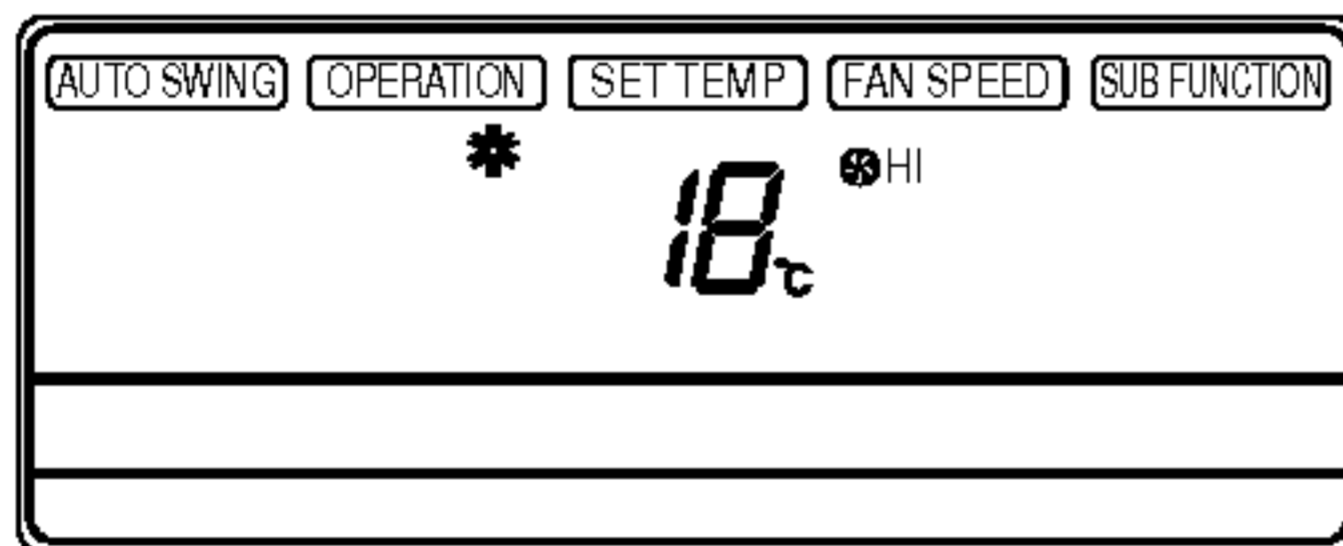 AUTO SWING OPERATION SET TEMP FAN SPEED SUB FUNCTION
HI
18°C